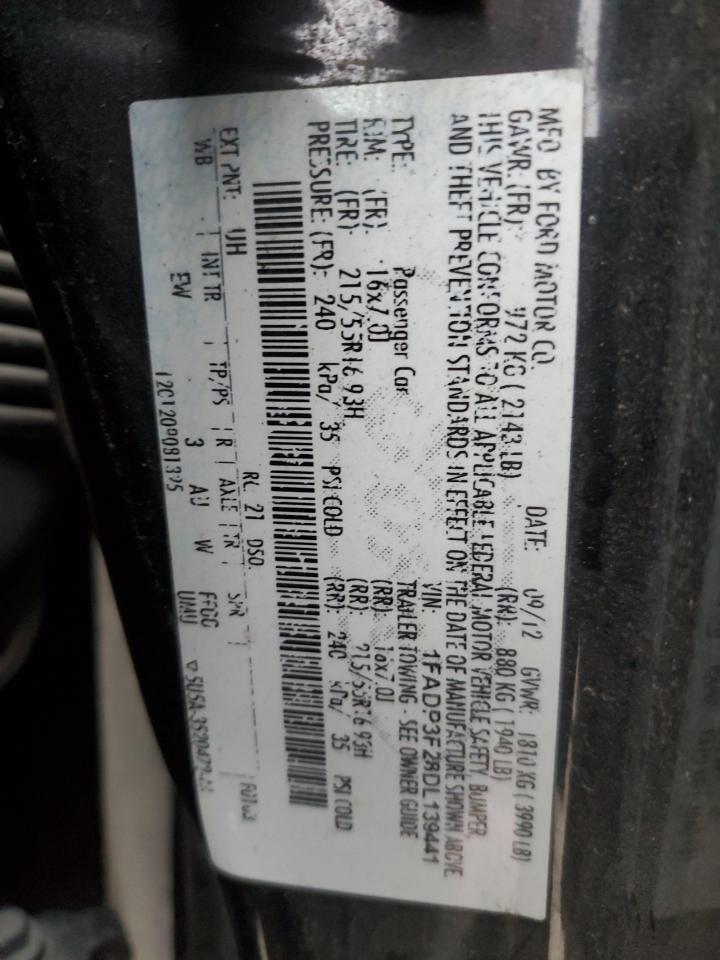 MFD. BY FORD MOTOR CO.
DATE: 09/12 GVWR: 1810 KG ( 3990 LB)
GAWR: (FR): 972 KG ( 2143 LB) (RR): 880 KG ( 1940 LB)
THIS VEHICLE CONFORMS TO ALL APPLICABLE FEDERAL MOTOR VEHICLE SAFETY, BUMPER,
AND THEFT PREVENTION STANDARDS IN EFFECT ON THE DATE OF MANUFACTURE SHOWN ABOVE.
VIN: 1FADP3F28DL139441
TYPE: Passenger Car TRAILER TOWING - SEE OWNER GUIDE
RIM: (FR): 16x7.0J (RR): 16x7.0J
TIRE: (FR): 215/55R16 93H (RR): 215/55R16 93H
PRESSURE: (FR): 240 kPa/ 35 PSI COLD (RR): 240 kPa/ 35 PSI COLD
EXT PNT: UH RC: 21 DSO:
WB INT TR TP/PS R AXLE TR SPR
EW 3 AU W
12C1209081325